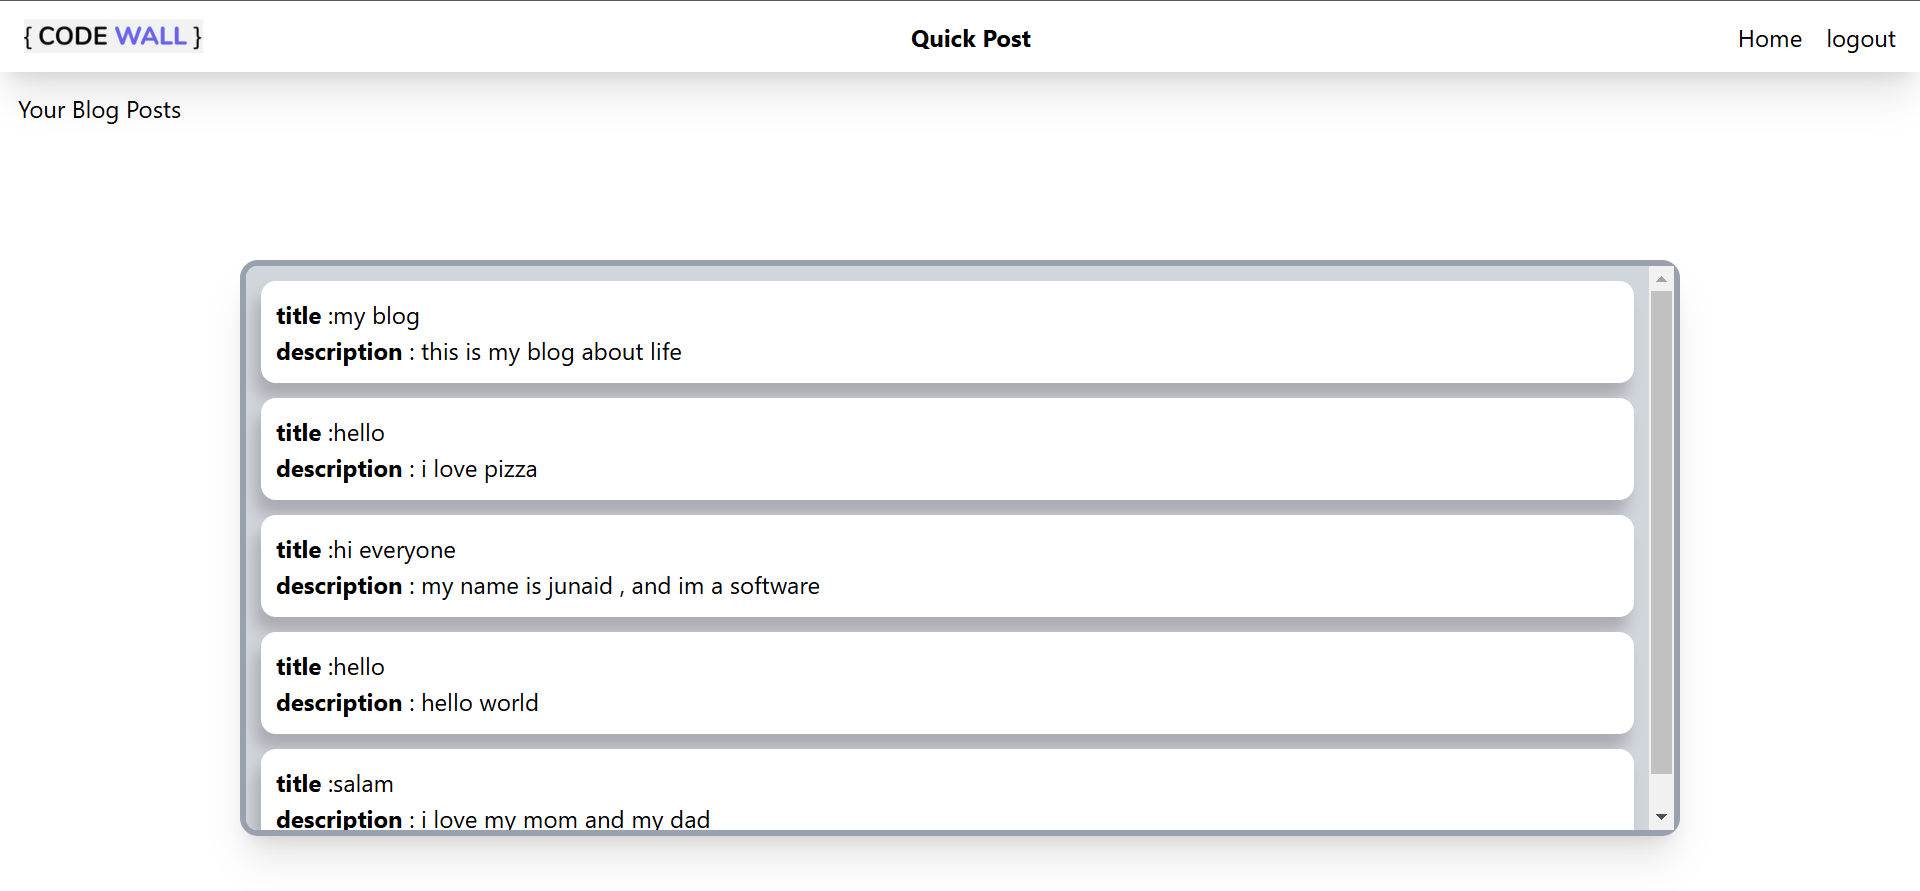 { CODE WALL }
Quick Post
Home
logout
Your Blog Posts
title :my blog
description : this is my blog about life
title :hello
description : i love pizza
title :hi everyone
description : my name is junaid , and im a software
title :hello
description : hello world
title :salam
description : i love my mom and my dad